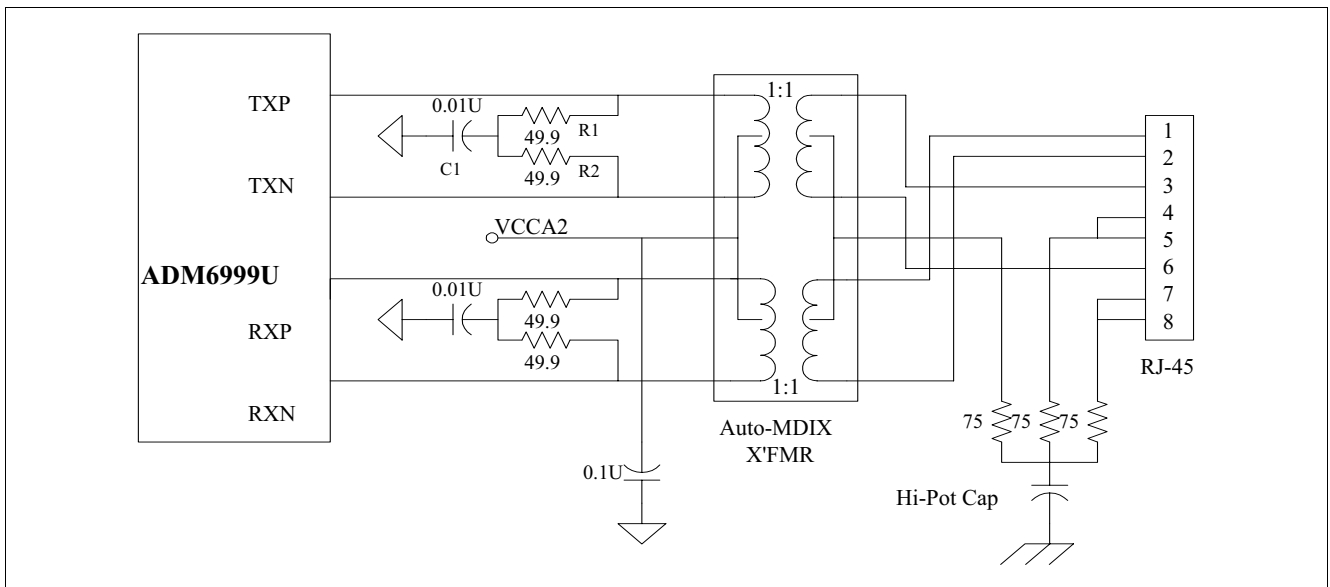 TXP
TXN
ADM6999U
RXP
RXN
0.01U
C1
49.9
R1
49.9
R2
VCCA2
0.01U
49.9
49.9
0.1U
1:1
1:1
Auto-MDIX
X'FMR
1
2
3
4
5
6
7
8
RJ-45
75
75
75
Hi-Pot Cap